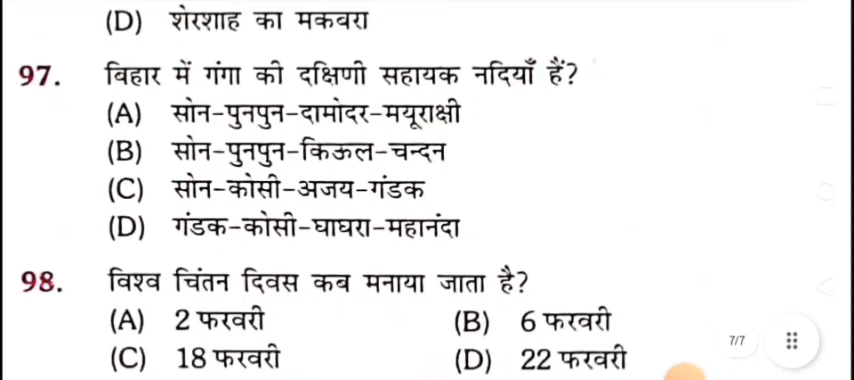 (D) शेरशाह का मकबरा
97. बिहार में गंगा की दक्षिणी सहायक नदियाँ हैं?
(A) सोन-पुनपुन-दामोदर-मयूराक्षी
(B) सोन-पुनपुन-किऊल-चन्दन
(C) सोन-कोसी-अजय-गंडक
(D) गंडक-कोसी-घाघरा-महानंदा
98. विश्व चिंतन दिवस कब मनाया जाता है?
(A) 2 फरवरी (B) 6 फरवरी
(C) 18 फरवरी (D) 22 फरवरी
7/7